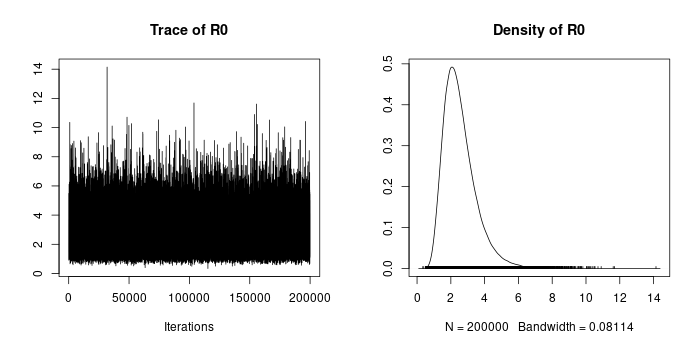 Trace of R0
14
12
10
8
6
4
2
0
0 50000 100000 150000 200000
Iterations
Density of R0
0.5
0.4
0.3
0.2
0.1
0.0
0 2 4 6 8 10 12 14
N = 200000 Bandwidth = 0.08114